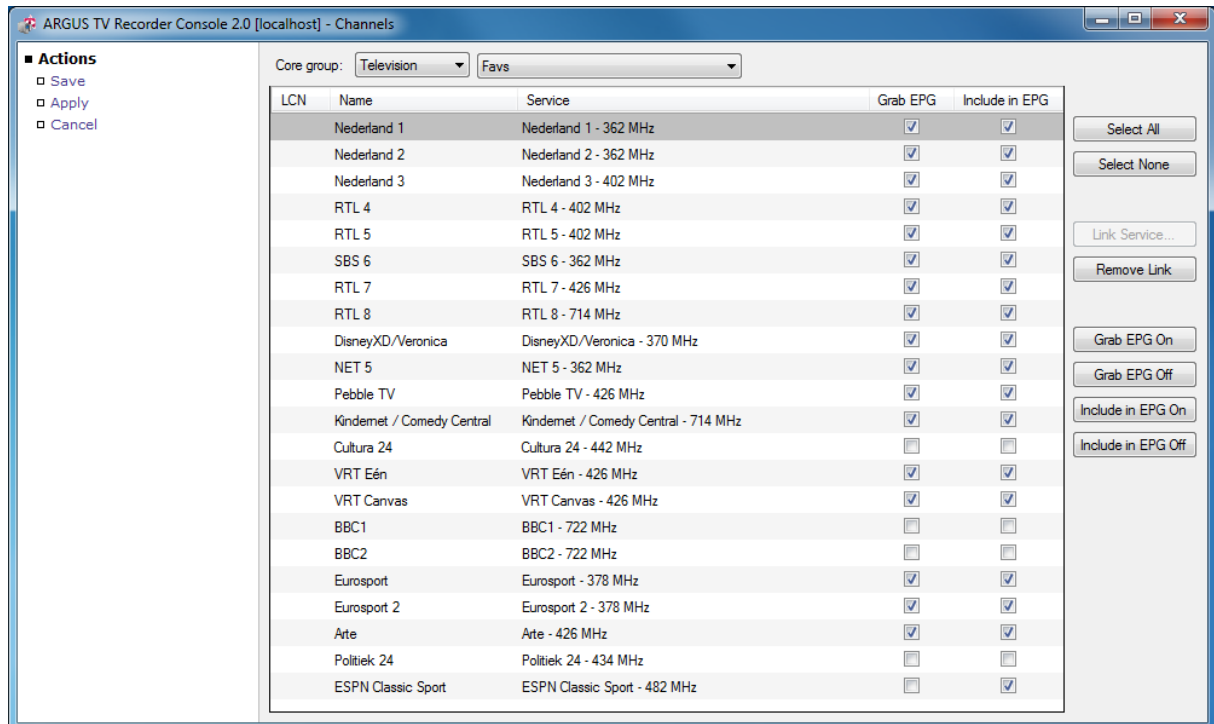 ARGUS TV Recorder Console 2.0 [localhost] - Channels
Actions
Save
Apply
Cancel
Core group: Television Favs
LCN Name Service Grab EPG Include in EPG
Nederland 1 Nederland 1 - 362 MHz
Nederland 2 Nederland 2 - 362 MHz
Nederland 3 Nederland 3 - 402 MHz
RTL 4 RTL 4 - 402 MHz
RTL 5 RTL 5 - 402 MHz
SBS 6 SBS 6 - 362 MHz
RTL 7 RTL 7 - 426 MHz
RTL 8 RTL 8 - 714 MHz
DisneyXD/Veronica DisneyXD/Veronica - 370 MHz
NET 5 NET 5 - 362 MHz
Pebble TV Pebble TV - 426 MHz
Kindernet / Comedy Central Kindernet / Comedy Central - 714 MHz
Cultura 24 Cultura 24 - 442 MHz
VRT Eén VRT Eén - 426 MHz
VRT Canvas VRT Canvas - 426 MHz
BBC1 BBC1 - 722 MHz
BBC2 BBC2 - 722 MHz
Eurosport Eurosport - 378 MHz
Eurosport 2 Eurosport 2 - 378 MHz
Arte Arte - 426 MHz
Politiek 24 Politiek 24 - 434 MHz
ESPN Classic Sport ESPN Classic Sport - 482 MHz
Select All
Select None
Link Service...
Remove Link
Grab EPG On
Grab EPG Off
Include in EPG On
Include in EPG Off